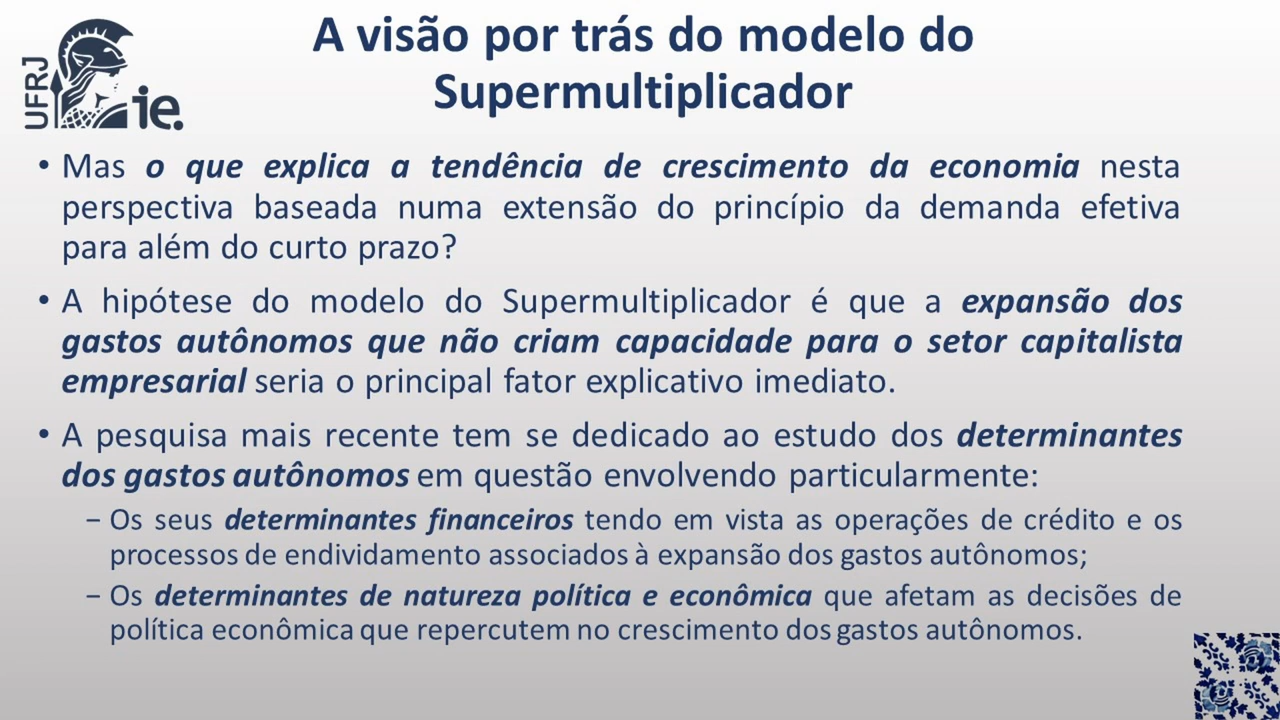 A visão por trás do modelo do
Supermultiplicador
UFRJ
ie.
• Mas o que explica a tendência de crescimento da economia nesta
perspectiva baseada numa extensão do princípio da demanda efetiva
para além do curto prazo?
• A hipótese do modelo do Supermultiplicador é que a expansão dos
gastos autônomos que não criam capacidade para o setor capitalista
empresarial seria o principal fator explicativo imediato.
• A pesquisa mais recente tem se dedicado ao estudo dos determinantes
dos gastos autônomos em questão envolvendo particularmente:
− Os seus determinantes financeiros tendo em vista as operações de crédito e os
processos de endividamento associados à expansão dos gastos autônomos;
− Os determinantes de natureza política e econômica que afetam as decisões de
política econômica que repercutem no crescimento dos gastos autônomos.